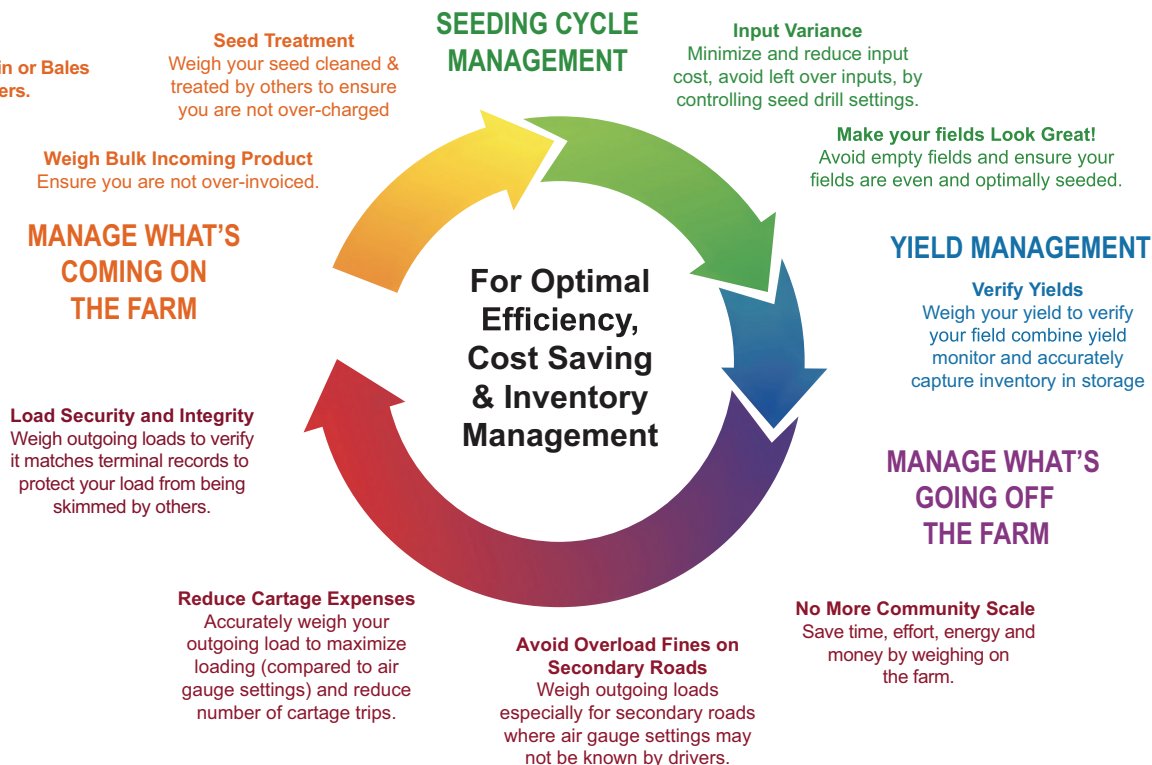 SEEDING CYCLE
MANAGEMENT
Seed Treatment
Weigh your seed cleaned &
treated by others to ensure
you are not over-charged
or Bales
Weigh Bulk Incoming Product
Ensure you are not over-invoiced.
MANAGE WHAT'S
COMING ON
THE FARM
Input Variance
Minimize and reduce input
cost, avoid left over inputs, by
controlling seed drill settings.
Make your fields Look Great!
Avoid empty fields and ensure your
fields are even and optimally seeded.
YIELD MANAGEMENT
Verify Yields
Weigh your yield to verify
your field combine yield
monitor and accurately
capture inventory in storage
For Optimal
Efficiency,
Cost Saving
& Inventory
Management
MANAGE WHAT'S
GOING OFF
THE FARM
No More Community Scale
Save time, effort, energy and
money by weighing on
the farm.
Avoid Overload Fines on
Secondary Roads
Weigh outgoing loads
especially for secondary roads
where air gauge settings may
not be known by drivers.
Reduce Cartage Expenses
Accurately weigh your
outgoing load to maximize
loading (compared to air
gauge settings) and reduce
number of cartage trips.
Load Security and Integrity
Weigh outgoing loads to verify
it matches terminal records to
protect your load from being
skimmed by others.